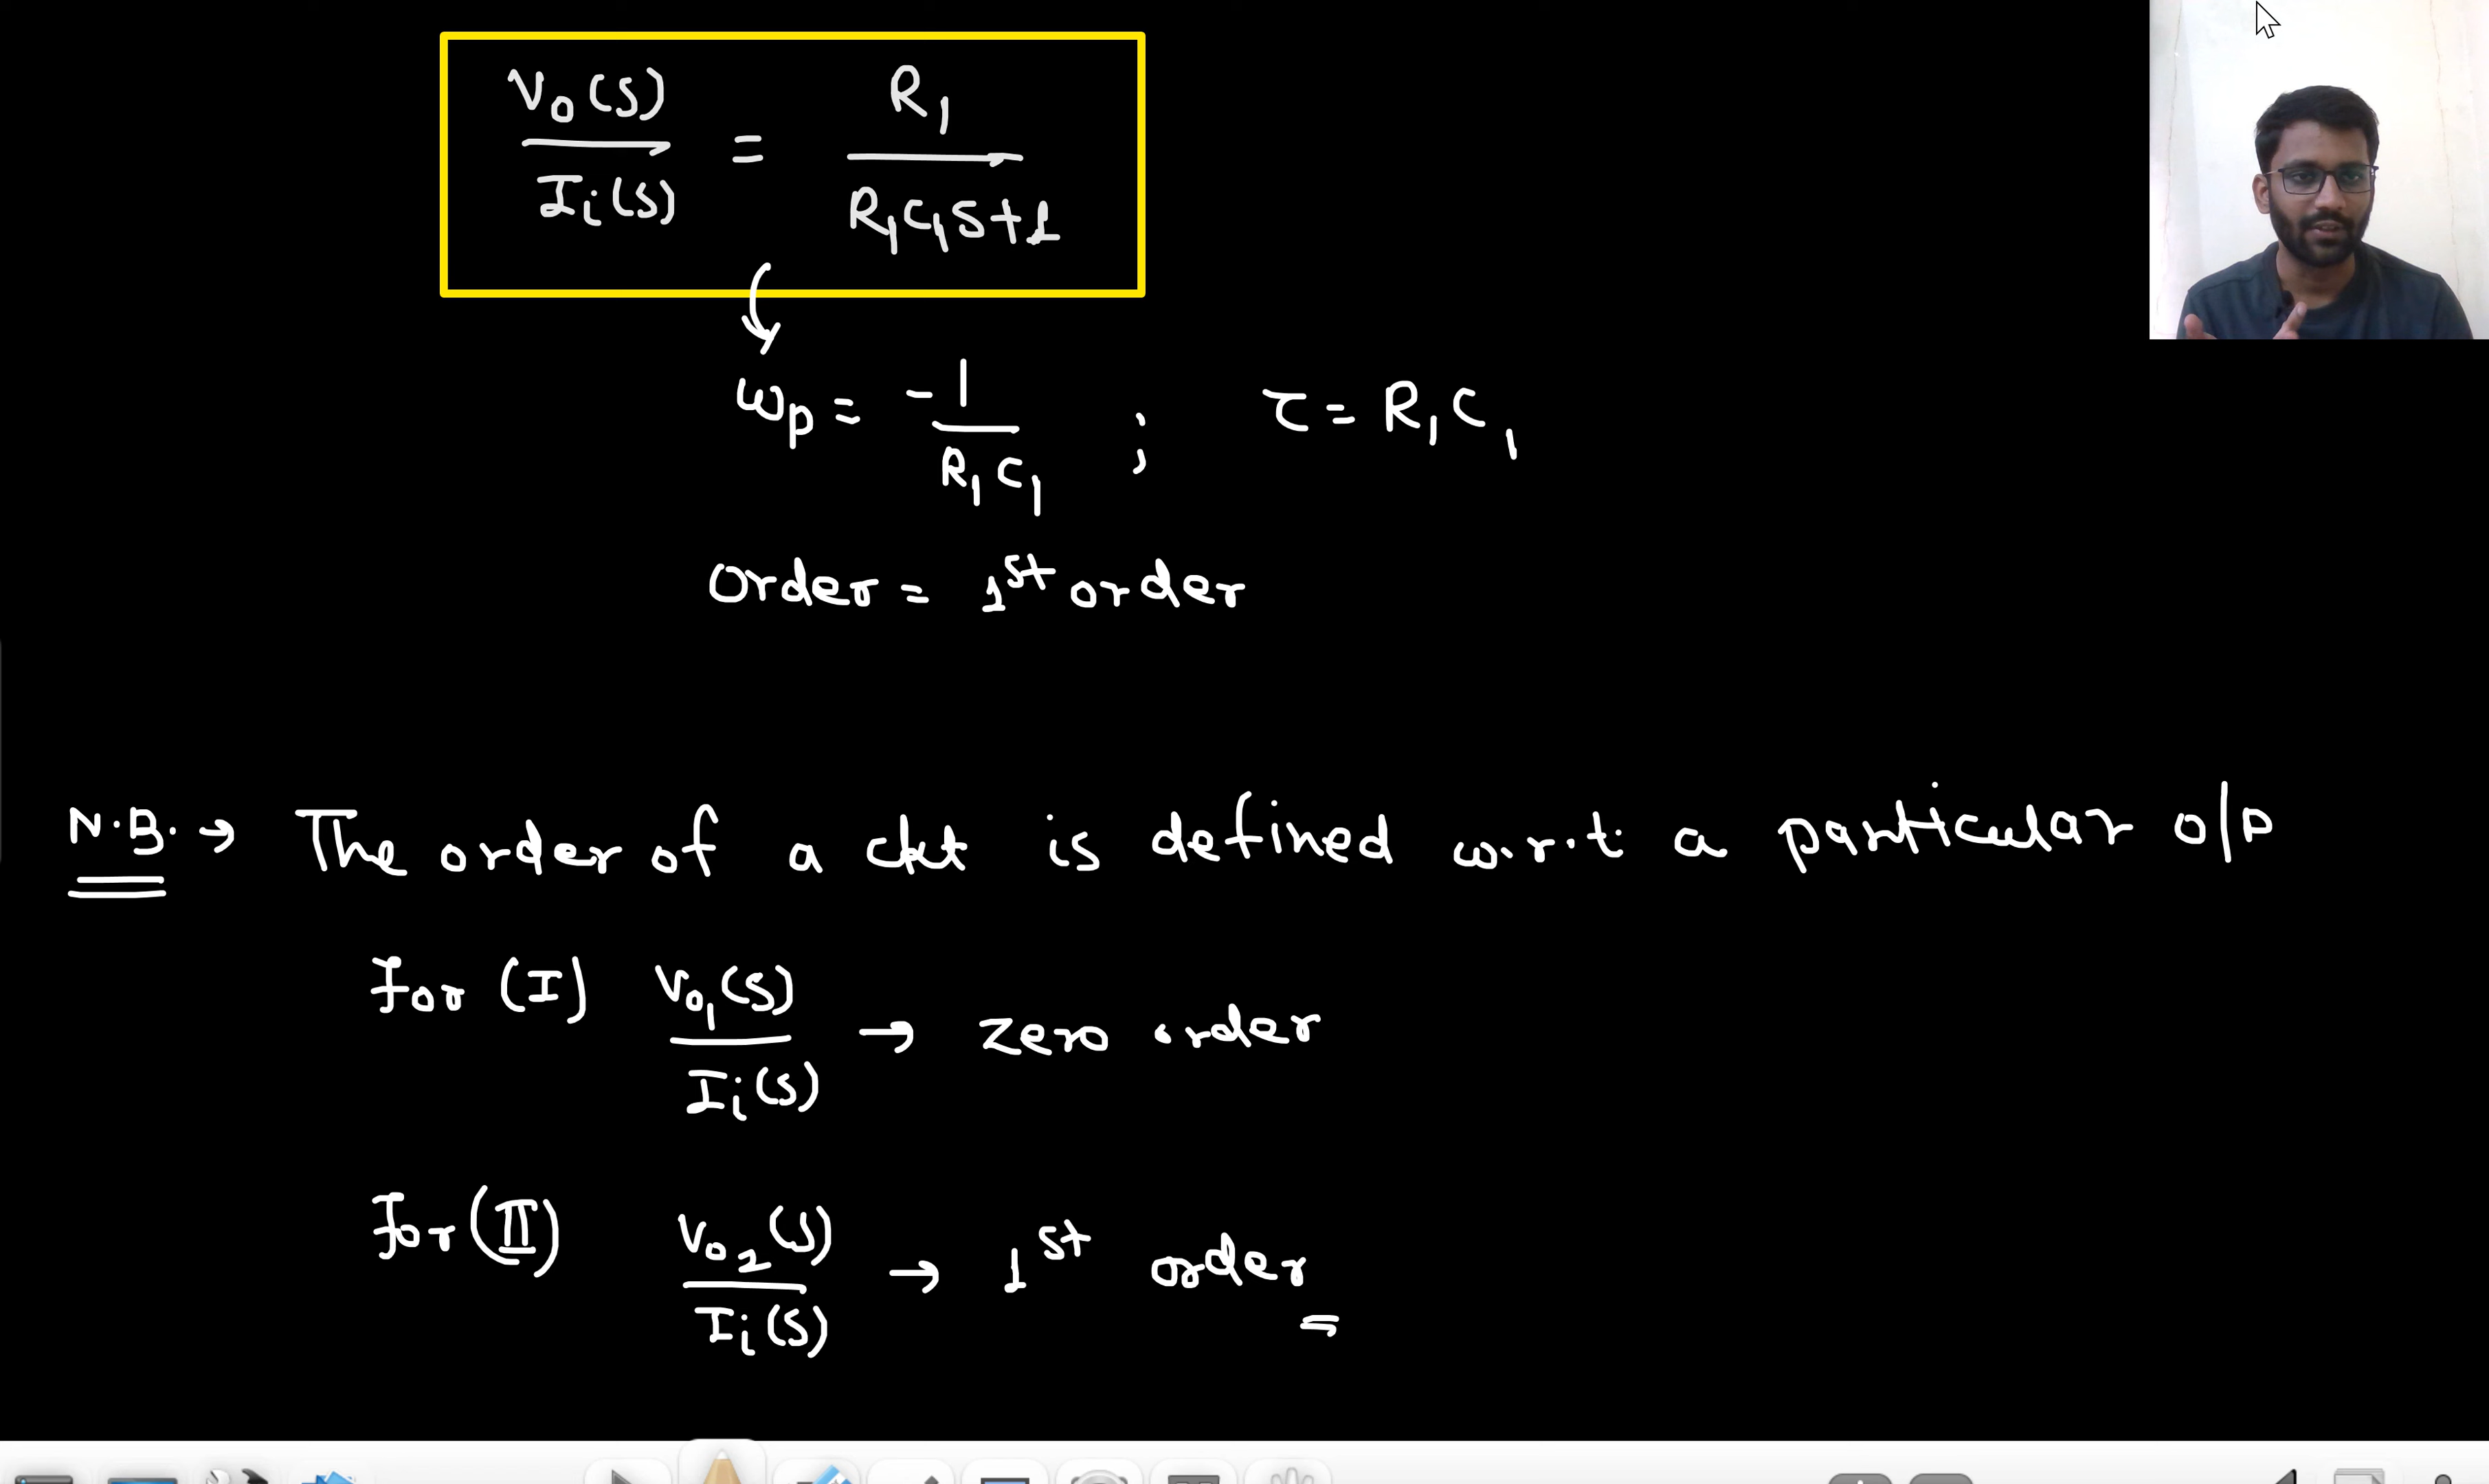 V₀(s) / Iᵢ(s) = R₁ / R₁C₁s+1
ωp = -1 / R₁C₁ ; τ = R₁C₁
Order = 1st order
N.B. → The order of a ckt is defined w.r.t. a particular o/p
For (I) V₀₁(s) / Iᵢ(s) → zero order
For (II) V₀₂(s) / Iᵢ(s) → 1st order